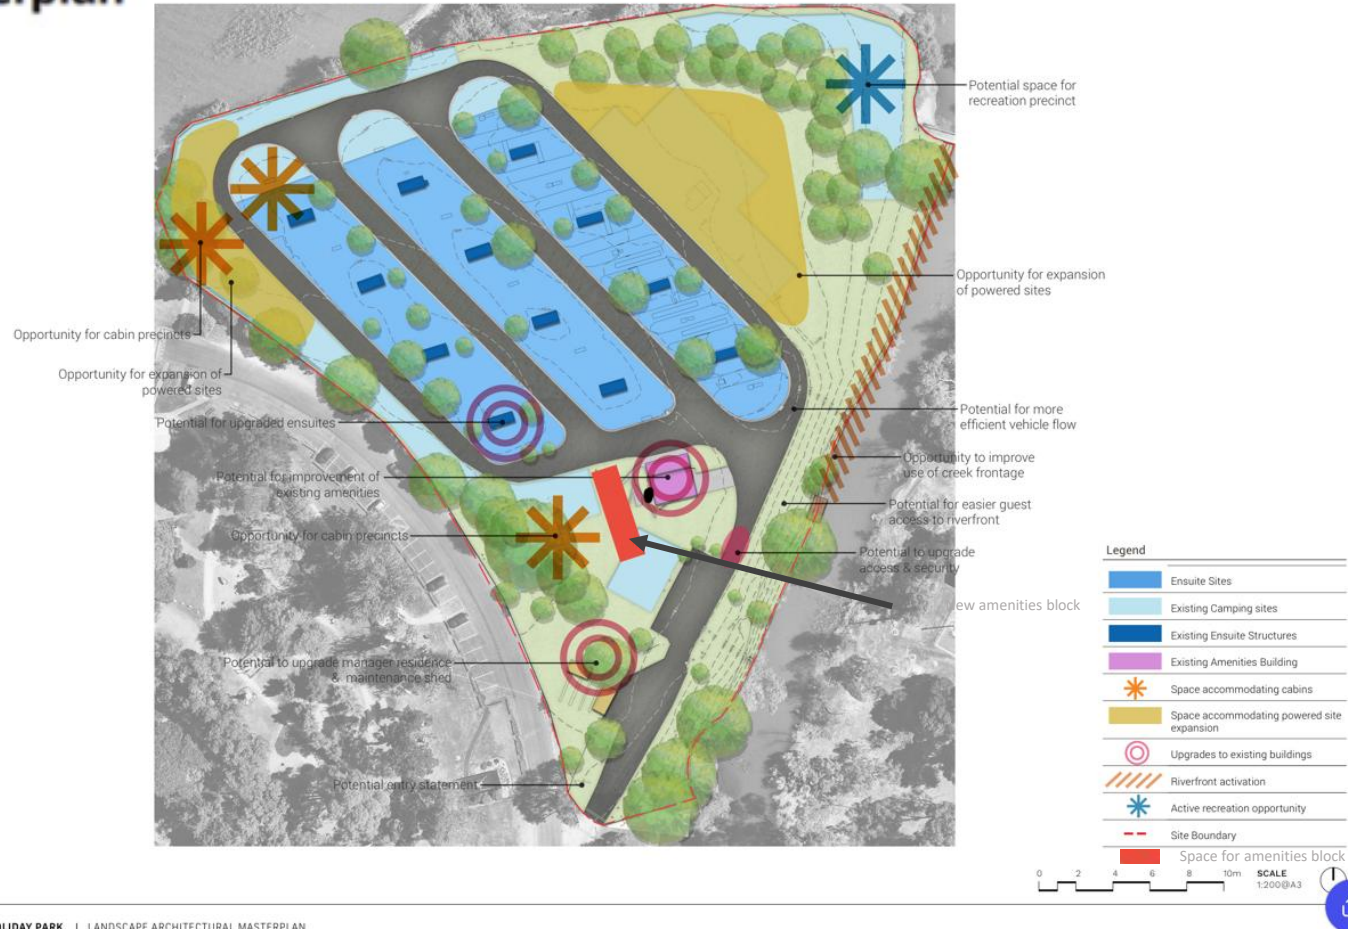 Potential space for
recreation precinct
Opportunity for expansion
of powered sites
Opportunity for cabin precincts
Opportunity for expansion of
powered sites
Potential for upgraded ensuites
Potential for more
efficient vehicle flow
Opportunity to improve
use of creek frontage
Potential for improvement of
existing amenities
Potential for easier guest
access to riverfront
Opportunity for cabin precincts
Potential to upgrade
access & security
amenities block
Potential to upgrade manager residence
& maintenance shed
Potential entry statement
Legend
Ensuite Sites
Existing Camping sites
Existing Ensuite Structures
Existing Amenities Building
Space accommodating cabins
Space accommodating powered site
expansion
Upgrades to existing buildings
Riverfront activation
Active recreation opportunity
Site Boundary
Space for amenities block
0 2 4 6 8 10m
SCALE
1:200@A3
PARK | LANDSCAPE ARCHITECTURAL MASTERPLAN